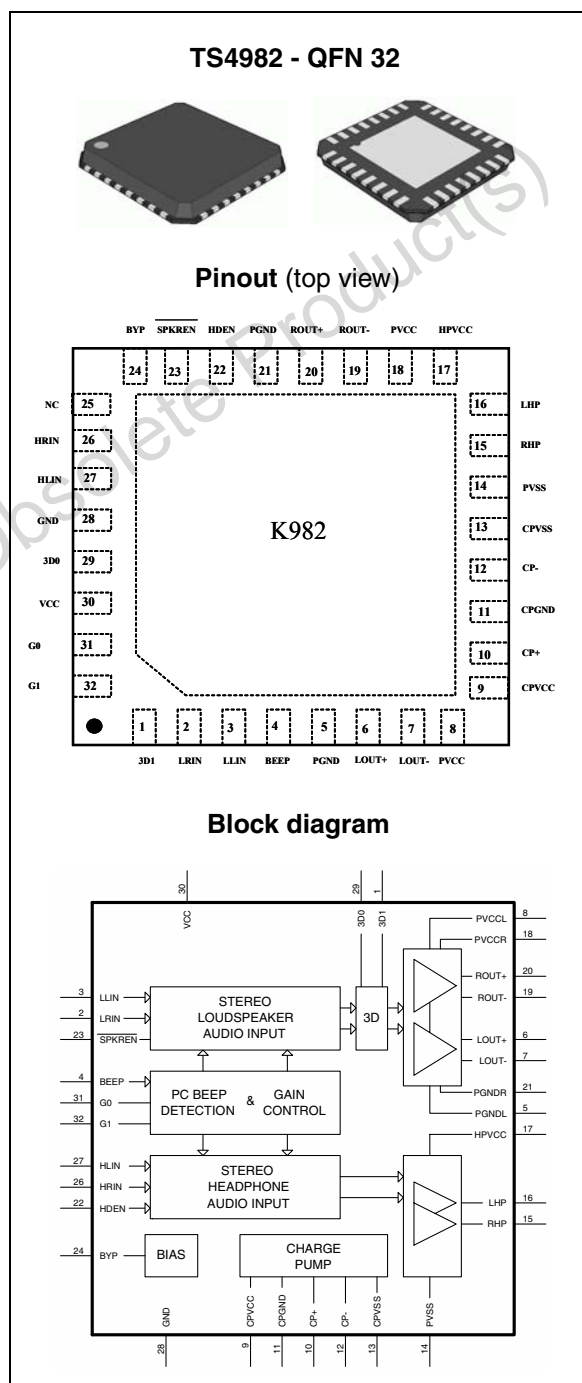 TS4982 - QFN 32
Pinout (top view)
BYP SPKREN HDEN PGND ROUT+ ROUT- PVCC HPVCC
24 23 22 21 20 19 18 17
NC 25 16 LHP
HRIN 26 15 RHP
HLIN 27 14 PVSS
GND 28 13 CPVSS
3D0 29 12 CP-
VCC 30 11 CPGND
G0 31 10 CP+
G1 32 9 CPVCC
K982
1 2 3 4 5 6 7 8
3D1 LRIN LLIN BEEP PGND LOUT+ LOUT- PVCC
Obsolete Product(s)
Block diagram
30 VCC
29 3D0
1 3D1
3 LLIN
2 LRIN
23 SPKREN
STEREO
LOUDSPEAKER
AUDIO INPUT
3D
PVCCL 8
PVCCR 18
ROUT+ 20
ROUT- 19
LOUT+ 6
LOUT- 7
PGNDR 21
PGNDL 5
4 BEEP
31 G0
32 G1
PC BEEP & GAIN
DETECTION CONTROL
HPVCC 17
27 HLIN
26 HRIN
22 HDEN
STEREO
HEADPHONE
AUDIO INPUT
LHP 16
RHP 15
24 BYP
BIAS
CHARGE
PUMP
GND 28
CPVCC 9
CPGND 11
CP+ 10
CP- 12
CPVSS 13
PVSS 14